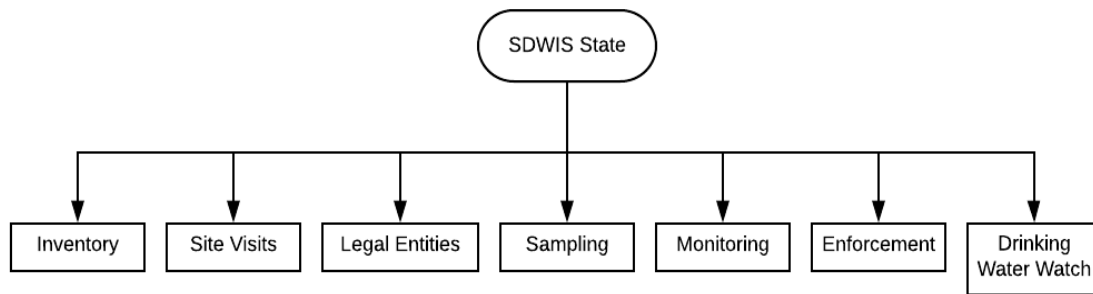 SDWIS State
Inventory
Site Visits
Legal Entities
Sampling
Monitoring
Enforcement
Drinking
Water Watch